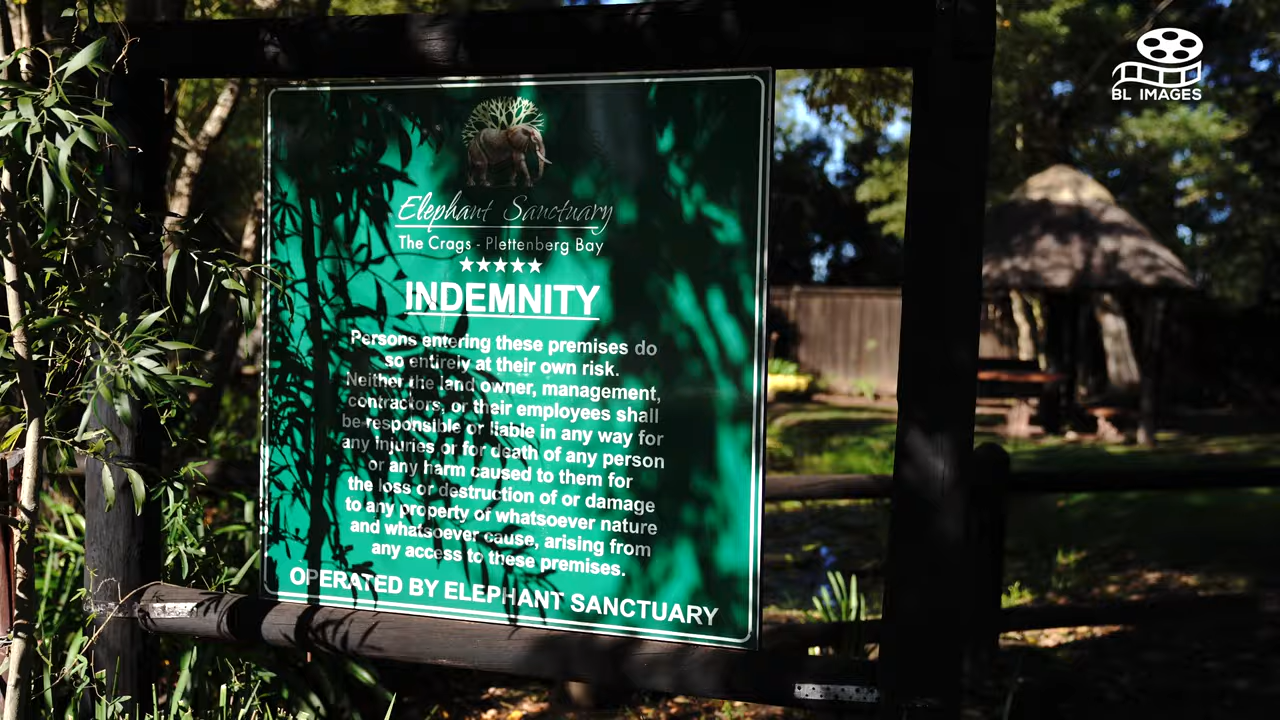 BL IMAGES
Elephant Sanctuary
The Crags - Plettenberg Bay
INDEMNITY
Persons entering these premises do
so entirely at their own risk.
Neither the land owner, management,
contractors, or their employees shall
be responsible or liable in any way for
any injuries or for death of any person
or any harm caused to them for
the loss or destruction of or damage
to any property of whatsoever nature
and whatsoever cause, arising from
any access to these premises.
OPERATED BY ELEPHANT SANCTUARY